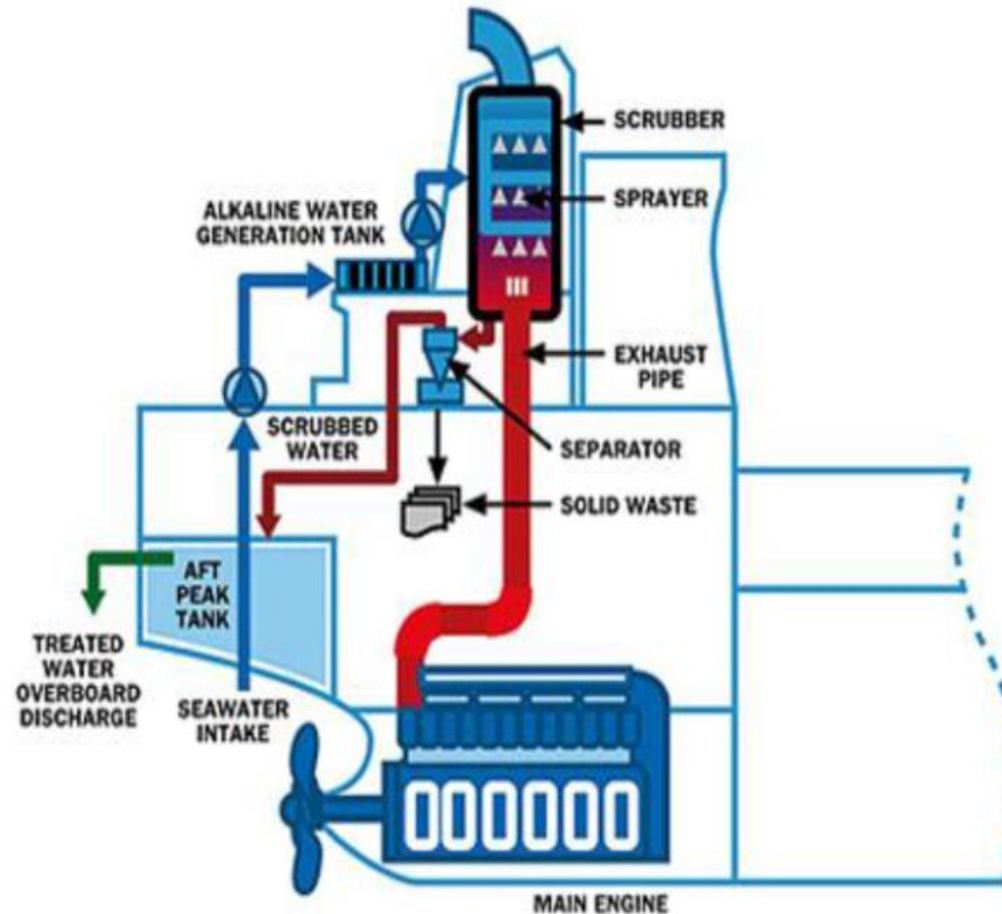 SCRUBBER
SPRAYER
ALKALINE WATER
GENERATION TANK
EXHAUST
PIPE
SCRUBBED
WATER
SEPARATOR
SOLID WASTE
AFT
PEAK
TANK
TREATED
WATER
OVERBOARD
DISCHARGE
SEAWATER
INTAKE
MAIN ENGINE